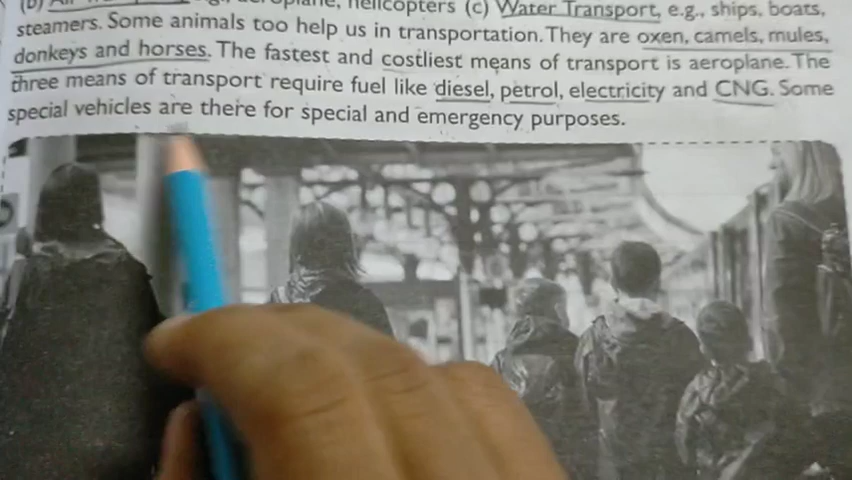 (b) Air helicopters (c) Water Transport, e.g., ships, boats,
steamers. Some animals too help us in transportation. They are oxen, camels, mules,
donkeys and horses. The fastest and costliest means of transport is aeroplane. The
three means of transport require fuel like diesel, petrol, electricity and CNG. Some
special vehicles are there for special and emergency purposes.